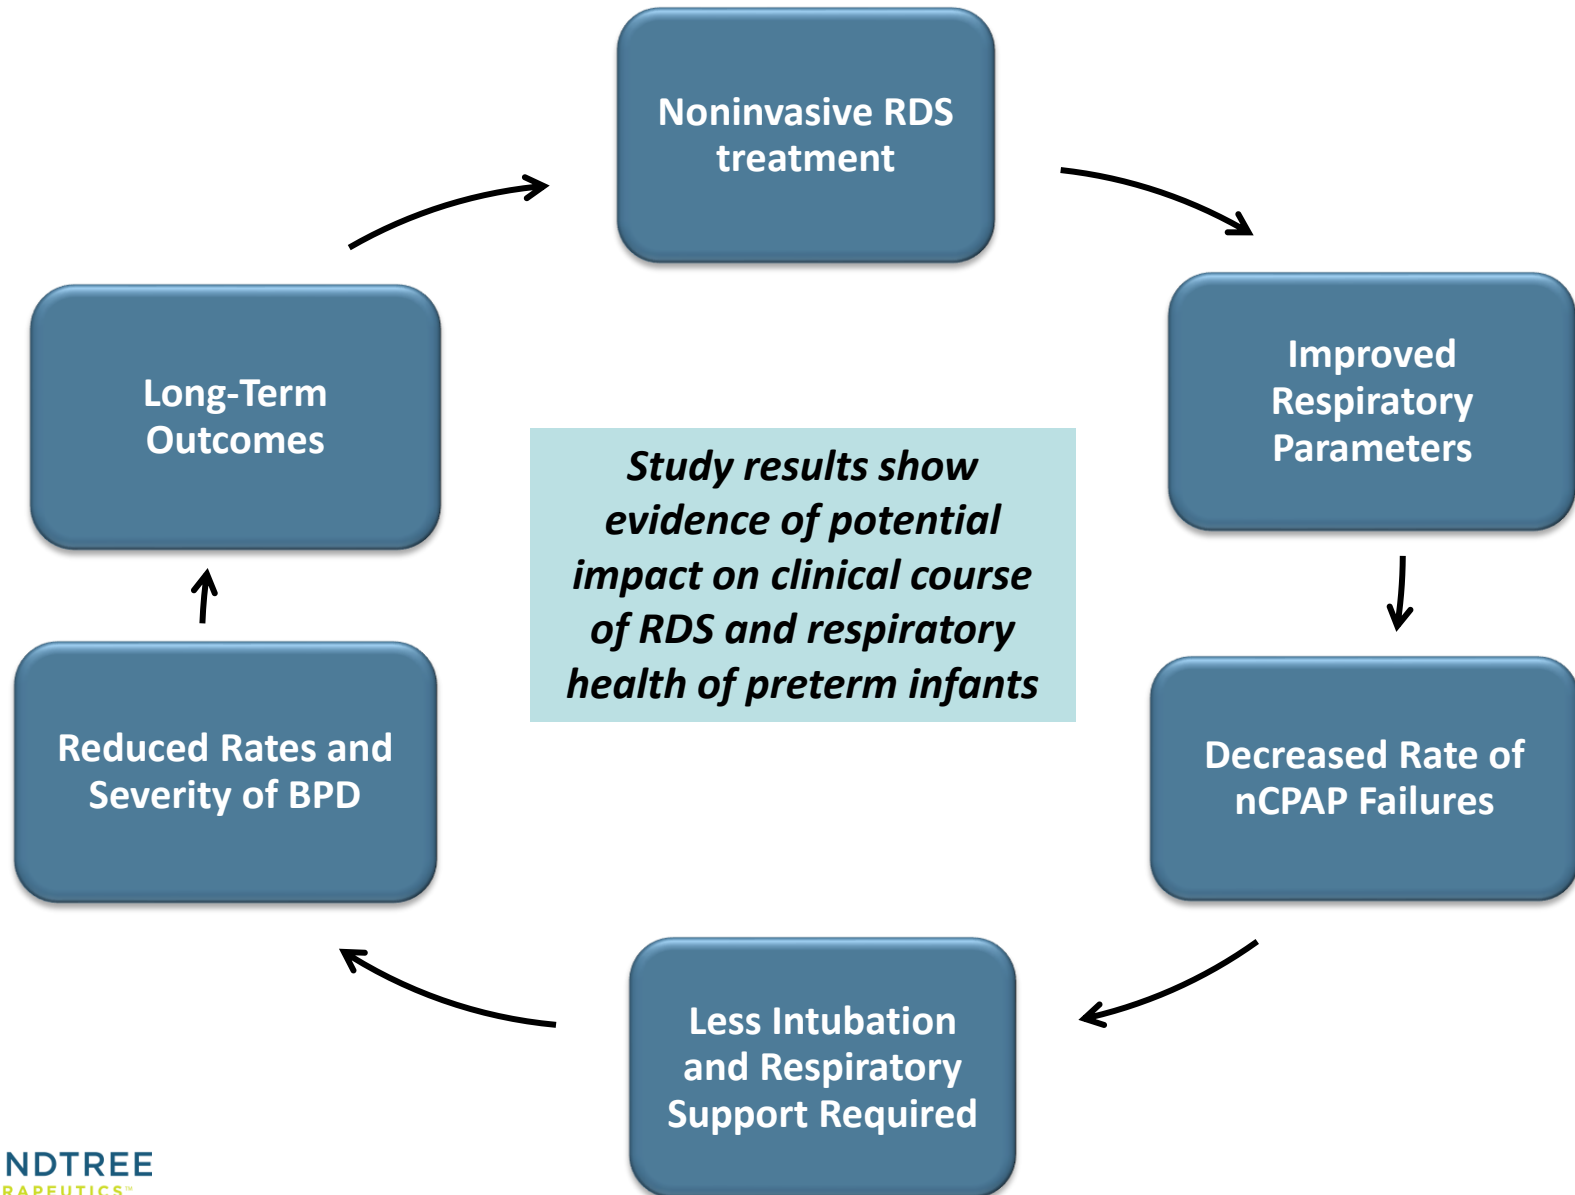 Noninvasive RDS
treatment
Improved
Respiratory
Parameters
Decreased Rate of
nCPAP Failures
Less Intubation
and Respiratory
Support Required
Reduced Rates and
Severity of BPD
Long-Term
Outcomes
Study results show
evidence of potential
impact on clinical course
of RDS and respiratory
health of preterm infants
NDTREE
RAPEUTICS™